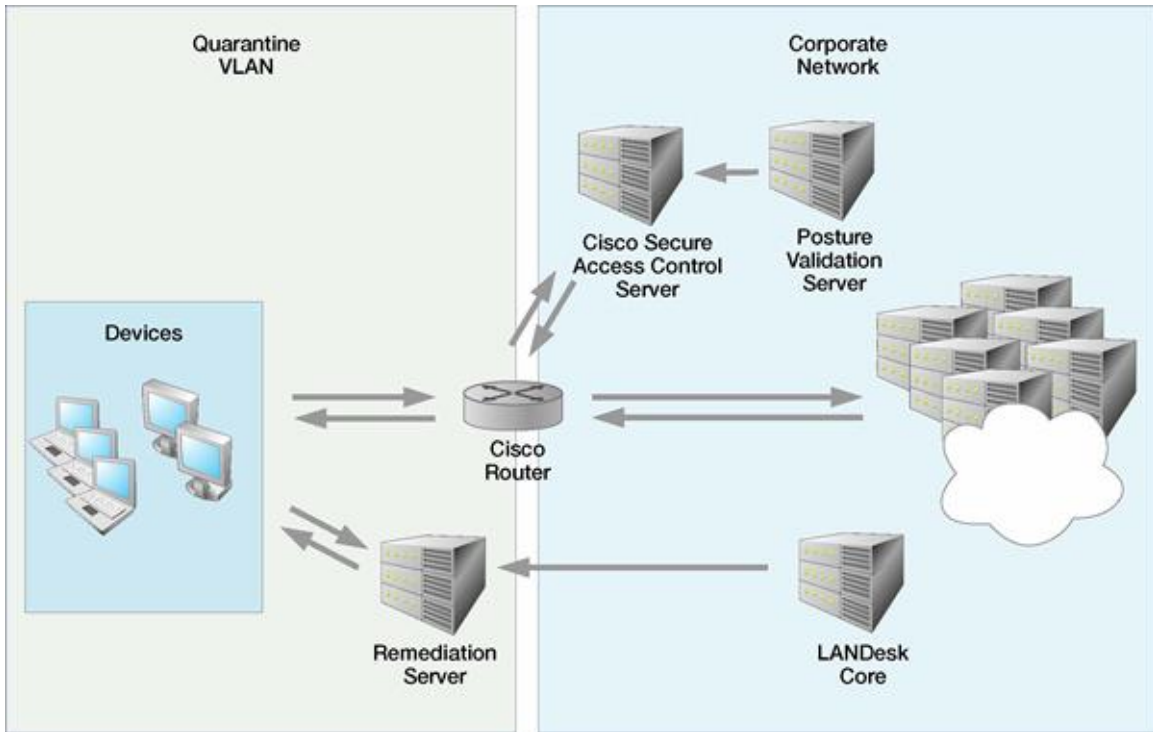 Quarantine
VLAN
Corporate
Network
Cisco Secure
Access Control
Server
Posture
Validation
Server
Devices
Cisco
Router
Remediation
Server
LANDesk
Core